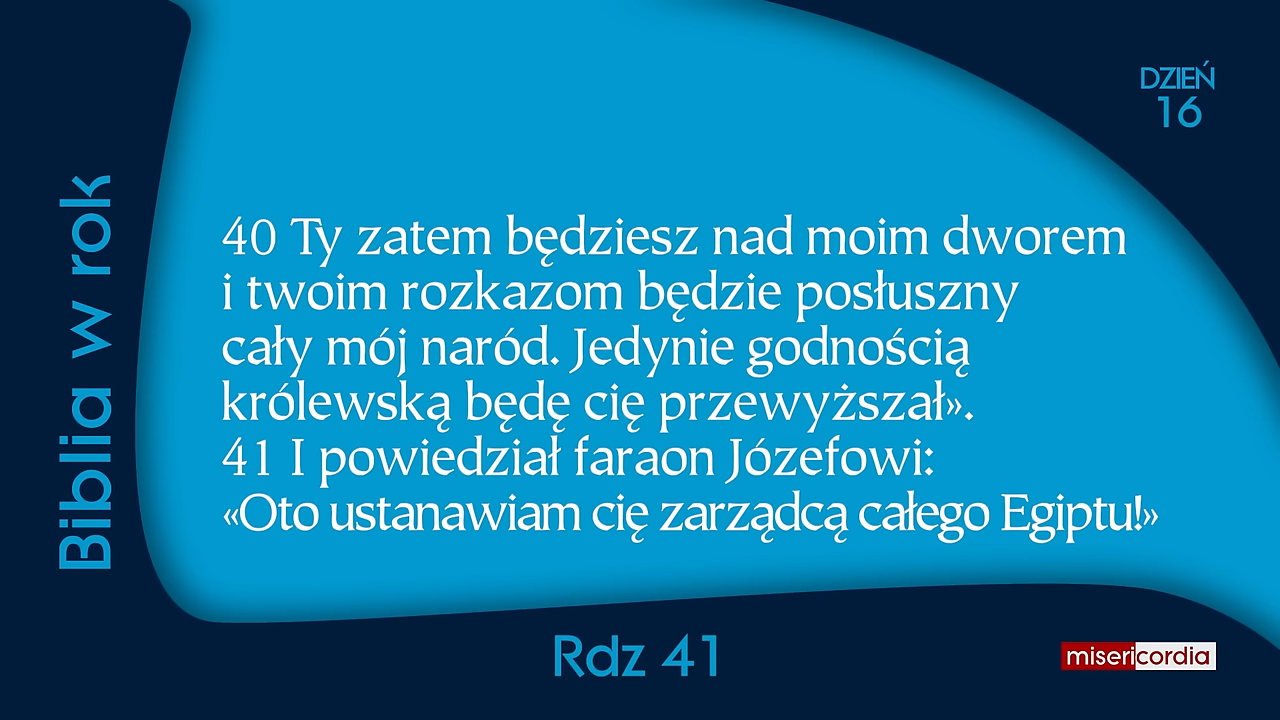 DZIEŃ
16
Biblia w rok
40 Ty zatem będziesz nad moim dworem
i twoim rozkazom będzie posłuszny
cały mój naród. Jedynie godnością
królewską będę cię przewyższał».
41 I powiedział faraon Józefowi:
«Oto ustanawiam cię zarządcą całego Egiptu!»
Rdz 41
misericordia